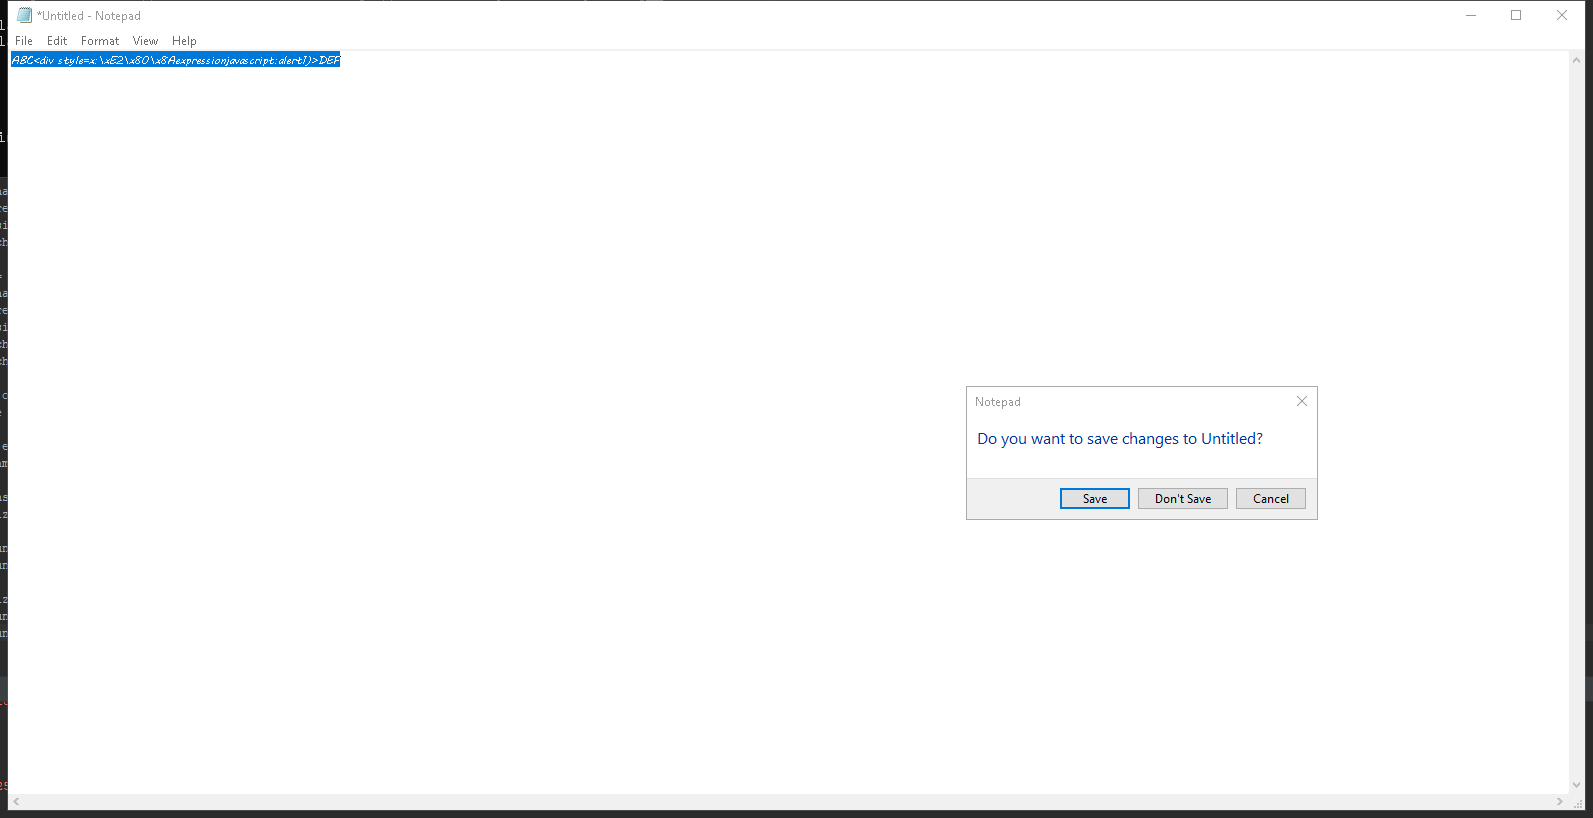 *Untitled - Notepad
File Edit Format View Help
ABC<div style=x:\xE2\x80\x8Aexpressionjavascript:alert1)>DEF
Notepad
Do you want to save changes to Untitled?
Save Don't Save Cancel